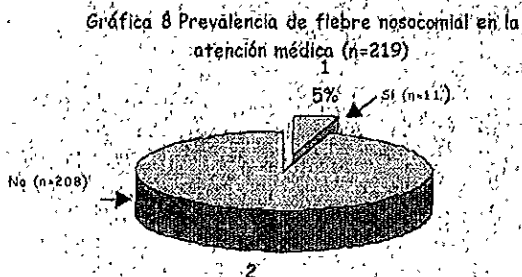 Gráfica 8 Prevalencia de fiebre nosocomial en la
atención médica (n=219)
1
5%
Sí (n=11)
No (n=208)
2